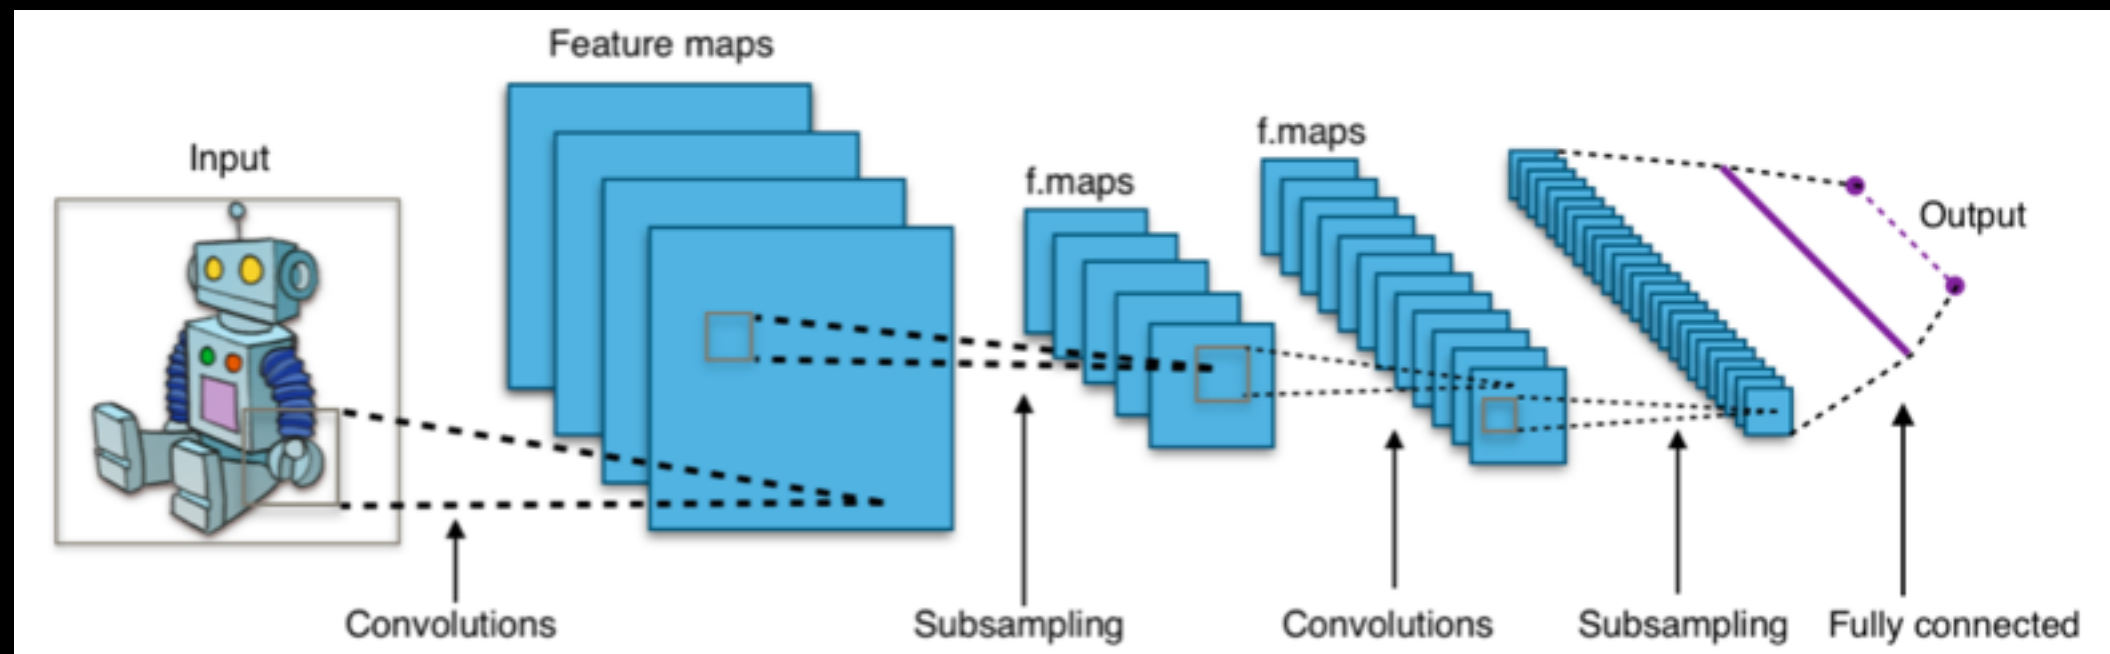 Feature maps
f.maps
Input
f.maps
Output
Convolutions
Subsampling
Convolutions
Subsampling
Fully connected